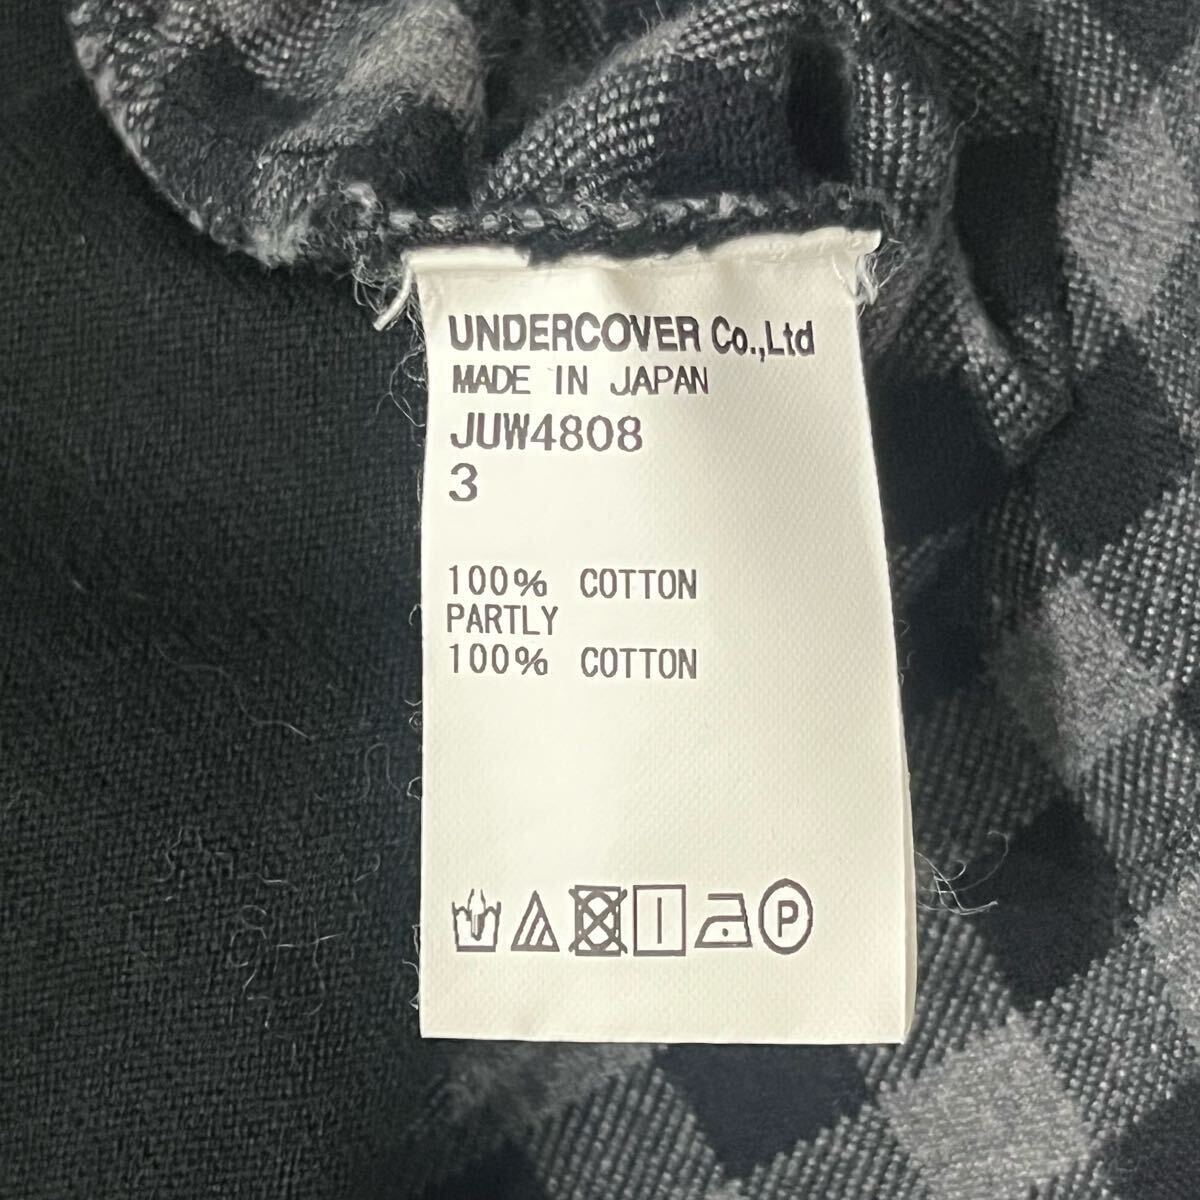 UNDERCOVER Co.,Ltd
MADE IN JAPAN
JUW4808
3
100% COTTON
PARTLY
100% COTTON
P